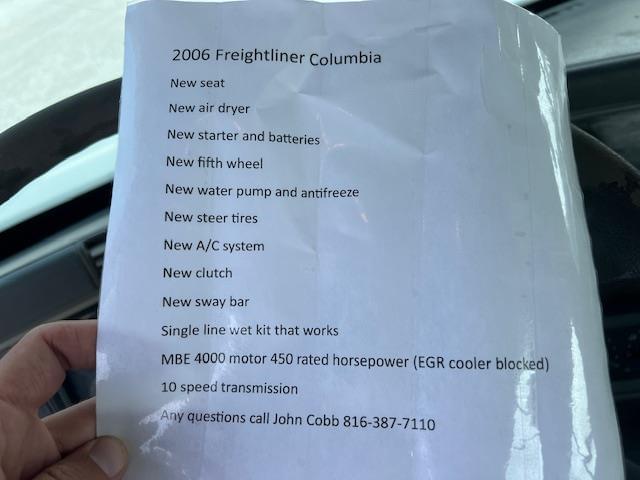 2006 Freightliner Columbia
New seat
New air dryer
New starter and batteries
New fifth wheel
New water pump and antifreeze
New steer tires
New A/C system
New clutch
New sway bar
Single line wet kit that works
MBE 4000 motor 450 rated horsepower (EGR cooler blocked)
10 speed transmission
Any questions call John Cobb 816-387-7110